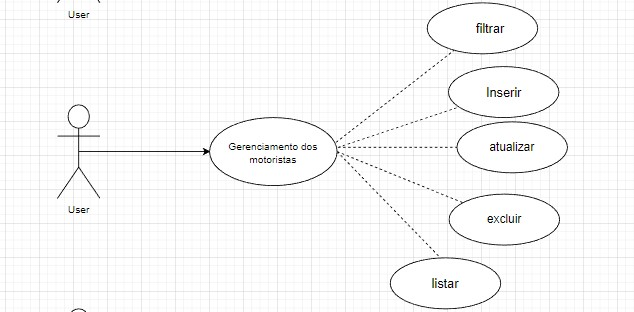 User
filtrar
Inserir
Gerenciamento dos
motoristas
atualizar
User
excluir
listar